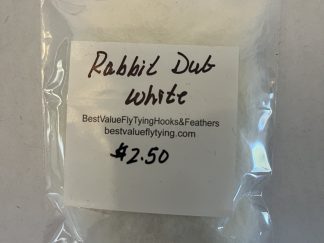 Rabbit Dub
White
BestValueFlyTyingHooks&Feathers
bestvalueflytying.com
$2.50